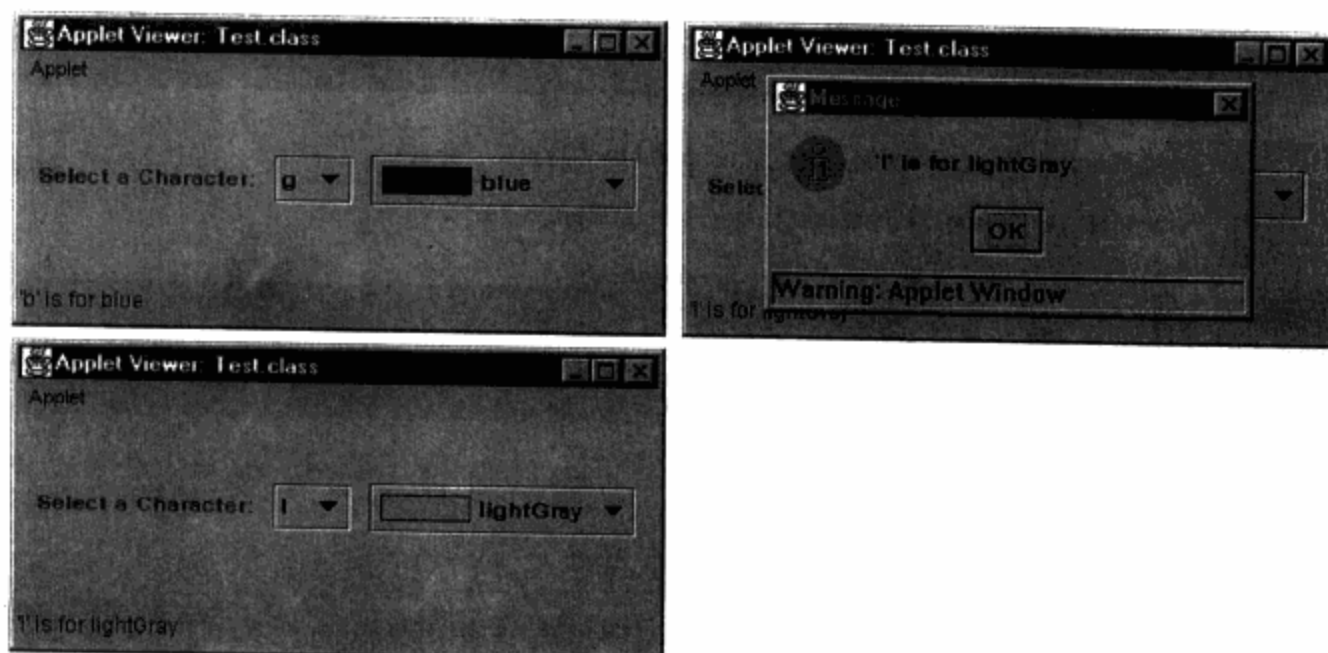 Applet Viewer: Test.class
Applet
Select a Character: g blue
'b' is for blue
Applet Viewer: Test.class
Applet
Message
'l' is for lightGray
Selec
OK
Warning: Applet Window
'l' is for lightGray
Applet Viewer: Test.class
Applet
Select a Character: l lightGray
'l' is for lightGray